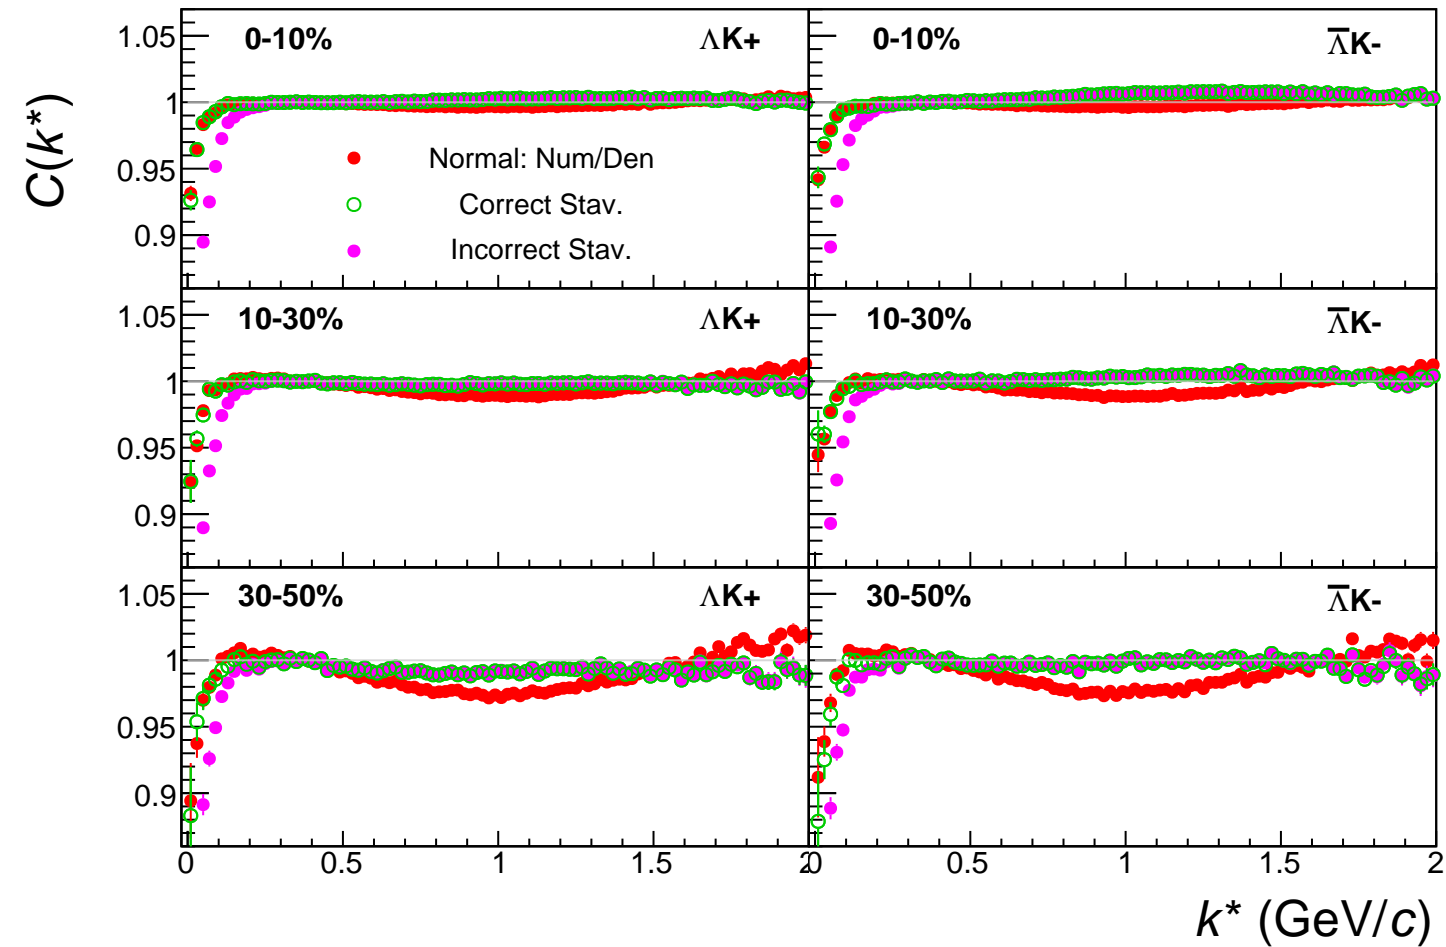 C(k*)
0-10% ΛK+
1.05
1
0.95
0.9
Normal: Num/Den
Correct Stav.
Incorrect Stav.
0-10% Λ̅K-
10-30% ΛK+
1.05
1
0.95
0.9
10-30% Λ̅K-
30-50% ΛK+
1.05
1
0.95
0.9
30-50% Λ̅K-
0 0.5 1 1.5 2
0 0.5 1 1.5 2
k* (GeV/c)